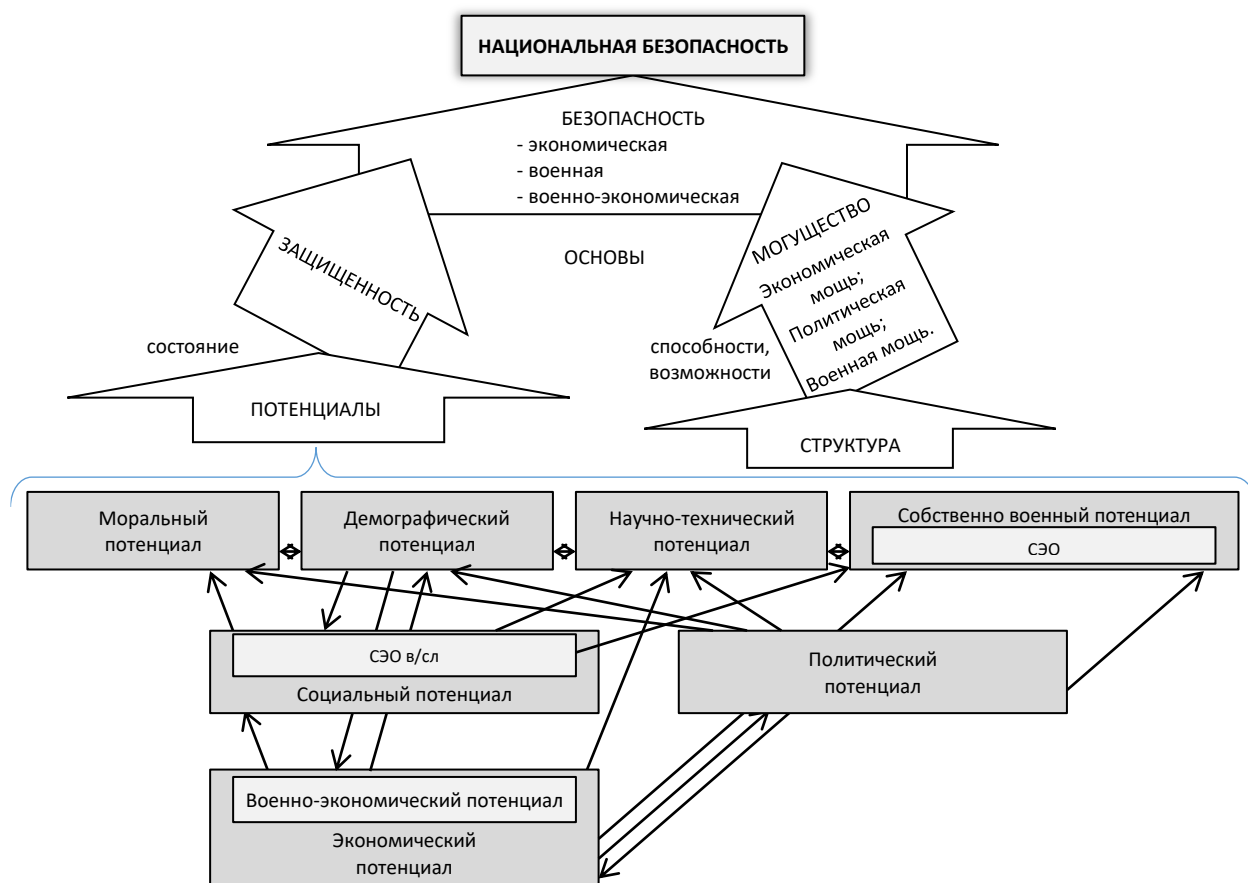 НАЦИОНАЛЬНАЯ БЕЗОПАСНОСТЬ
БЕЗОПАСНОСТЬ
- экономическая
- военная
- военно-экономическая
ЗАЩИЩЕННОСТЬ
ОСНОВЫ
МОГУЩЕСТВО
Экономическая
мощь;
Политическая
мощь;
Военная мощь.
состояние
способности,
возможности
ПОТЕНЦИАЛЫ
СТРУКТУРА
Моральный
потенциал
Демографический
потенциал
Научно-технический
потенциал
Собственно военный потенциал
СЭО
СЭО в/сл
Социальный потенциал
Политический
потенциал
Военно-экономический потенциал
Экономический
потенциал